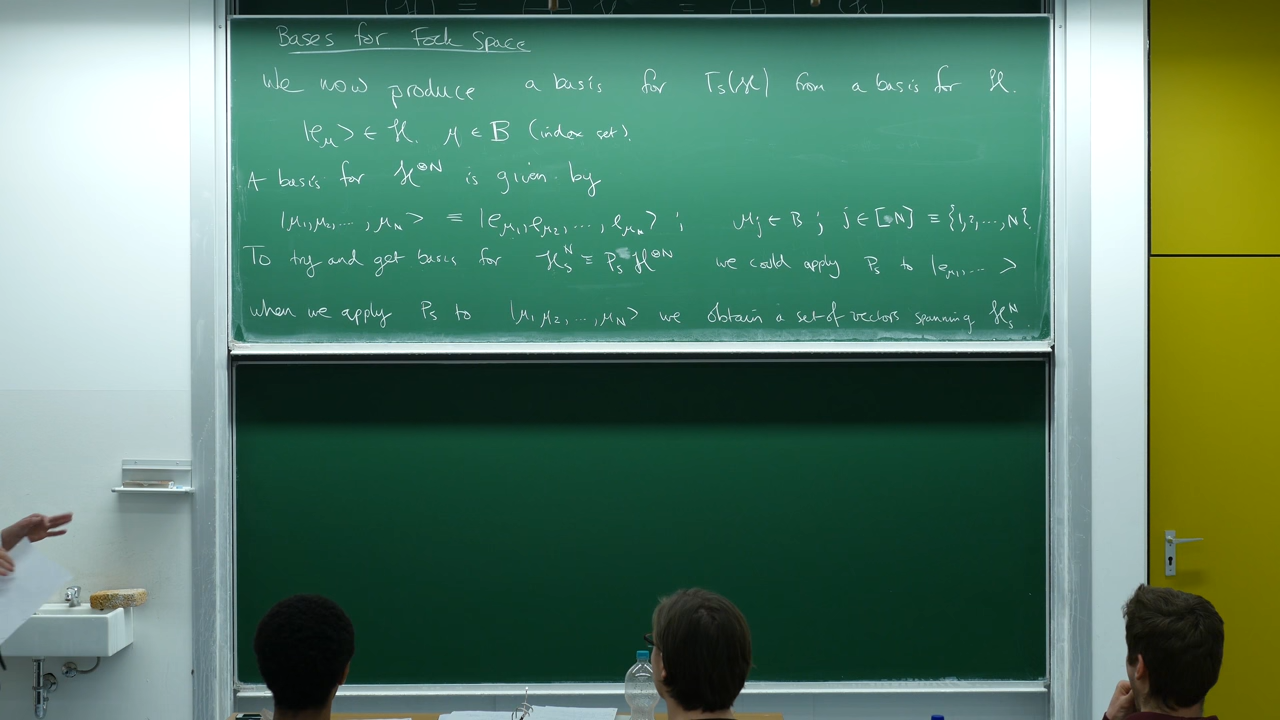 (H) = ⊕ = ⊕ (
Bases for Fock Space
We now produce a basis for Γs(H) from a basis for H.
|eμ> ∈ H, μ ∈ B (index set).
A basis for H^⊗N is given by
|μ1,μ2,..., μN> ≡ |eμ1,eμ2,..., eμN> ; μj ∈ B ; j ∈ [N] ≡ {1,2,...,N}.
To try and get basis for Hs^N ≡ Ps H^⊗N we could apply Ps to |eμ1,... >
when we apply Ps to |μ1 μ2,...,μN> we obtain a set of vectors spanning Hs^N